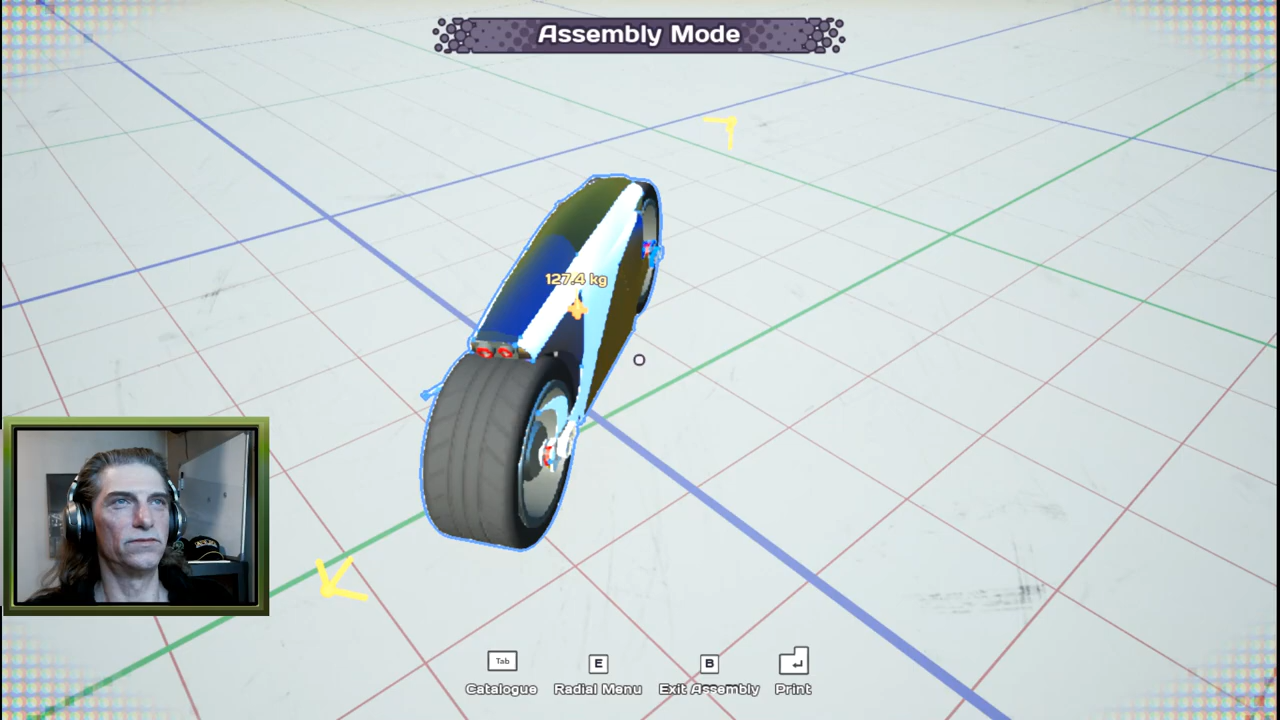 Assembly Mode
127.4 kg
Tab
E
B
Catalogue
Radial Menu
Exit Assembly
Print